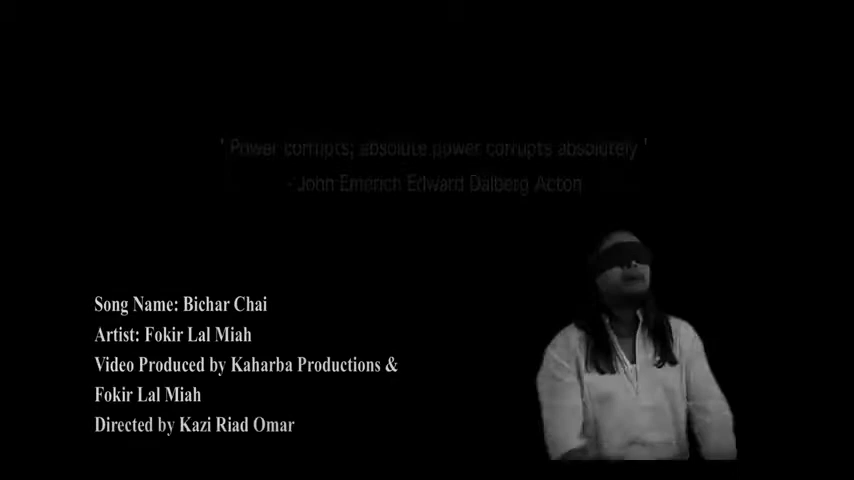 ' Power corrupts; absolute power corrupts absolutely '
- John Emerich Edward Dalberg Acton
Song Name: Bichar Chai
Artist: Fokir Lal Miah
Video Produced by Kaharba Productions &
Fokir Lal Miah
Directed by Kazi Riad Omar